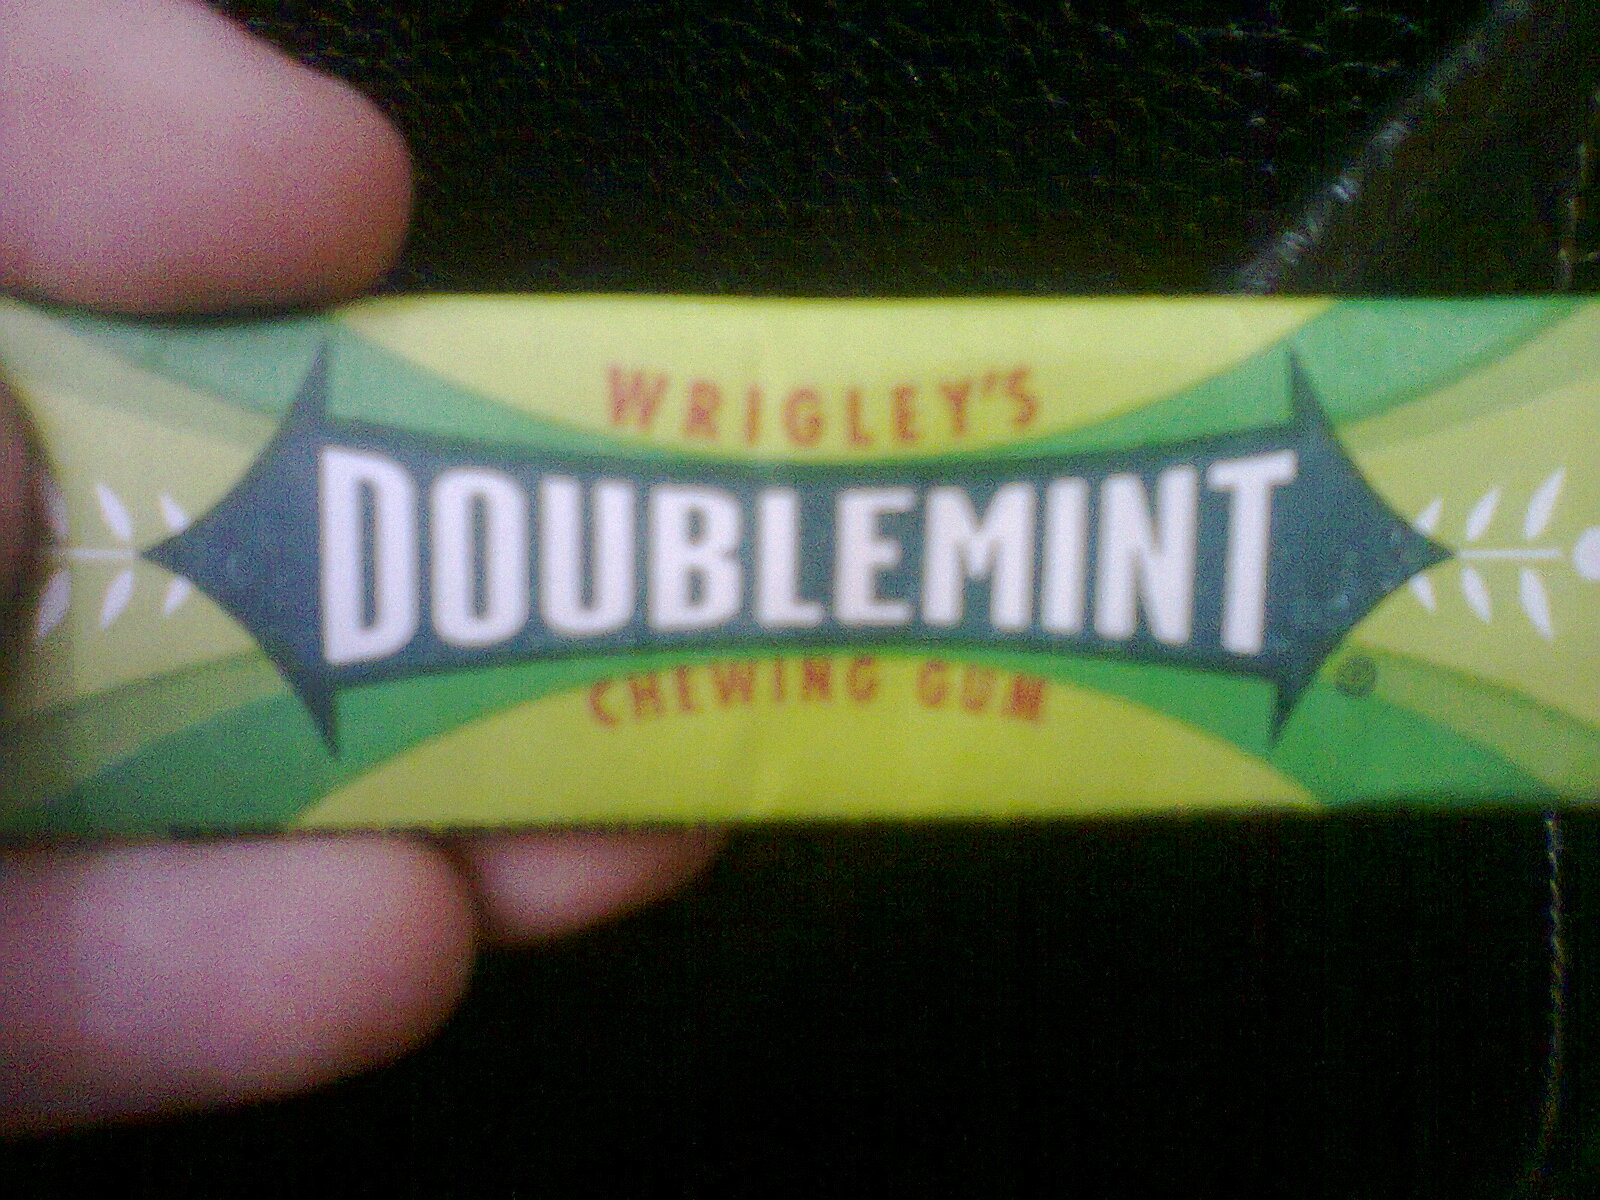 WRIGLEY'S
DOUBLEMINT
CHEWING GUM
®